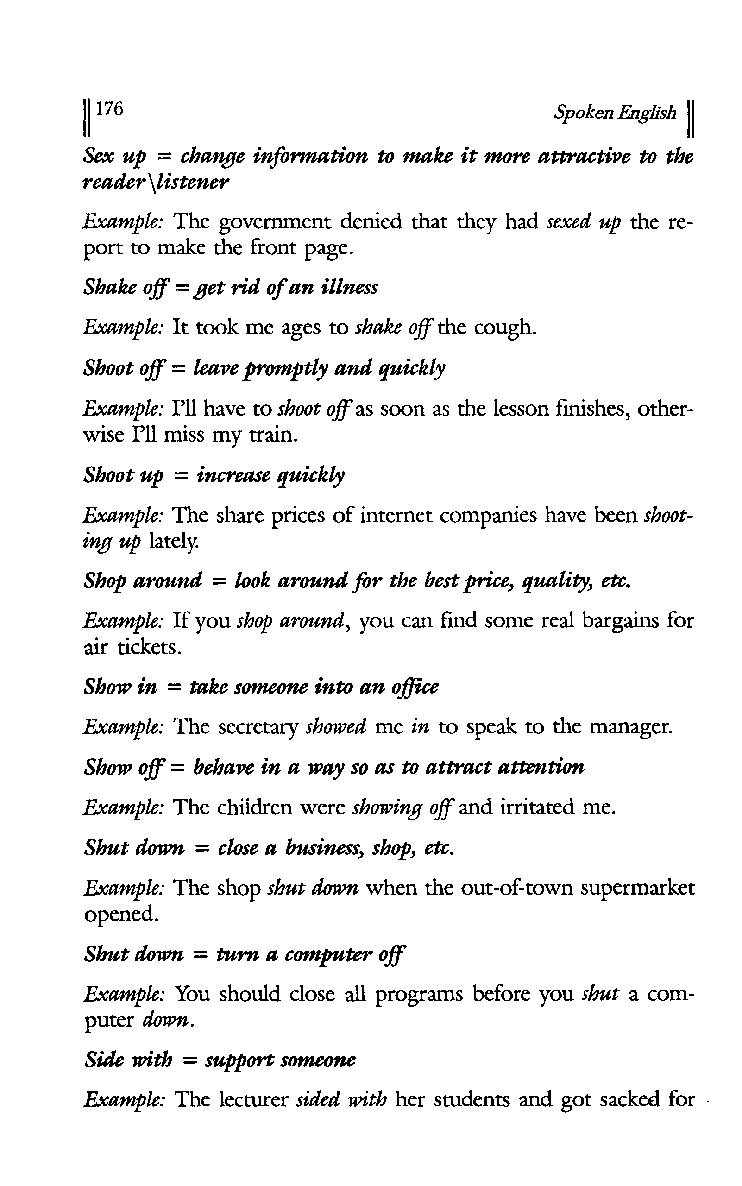 176 Spoken English
Sex up = change information to make it more attractive to the
reader\listener
Example: The government denied that they had sexed up the re-
port to make the front page.
Shake off = get rid of an illness
Example: It took me ages to shake off the cough.
Shoot off = leave promptly and quickly
Example: I'll have to shoot off as soon as the lesson finishes, other-
wise I'll miss my train.
Shoot up = increase quickly
Example: The share prices of internet companies have been shoot-
ing up lately.
Shop around = look around for the best price, quality, etc.
Example: If you shop around, you can find some real bargains for
air tickets.
Show in = take someone into an office
Example: The secretary showed me in to speak to the manager.
Show off = behave in a way so as to attract attention
Example: The children were showing off and irritated me.
Shut down = close a business, shop, etc.
Example: The shop shut down when the out-of-town supermarket
opened.
Shut down = turn a computer off
Example: You should close all programs before you shut a com-
puter down.
Side with = support someone
Example: The lecturer sided with her students and got sacked for